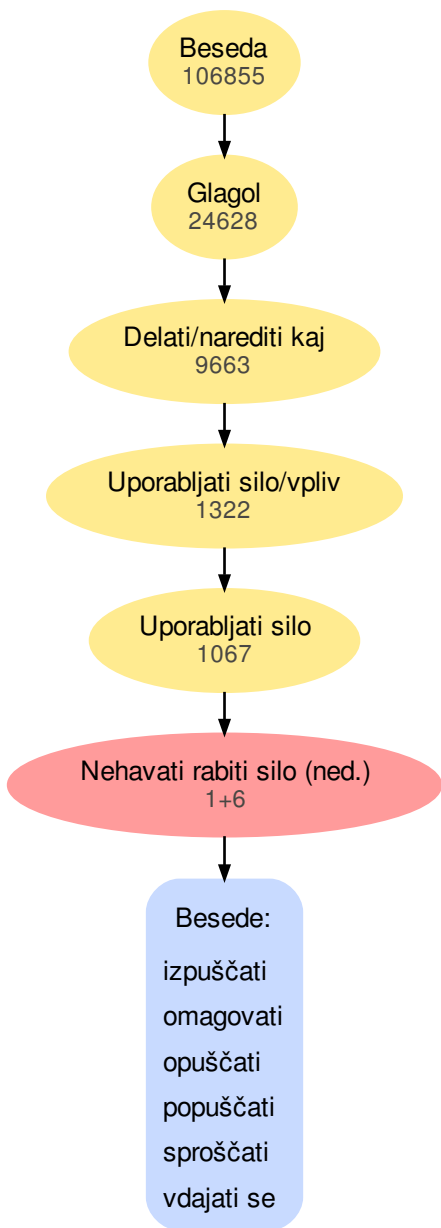 Beseda
106855
Glagol
24628
Delati/narediti kaj
9663
Uporabljati silo/vpliv
1322
Uporabljati silo
1067
Nehavati rabiti silo (ned.)
1+6
Besede:
izpuščati
omagovati
opuščati
popuščati
sproščati
vdajati se